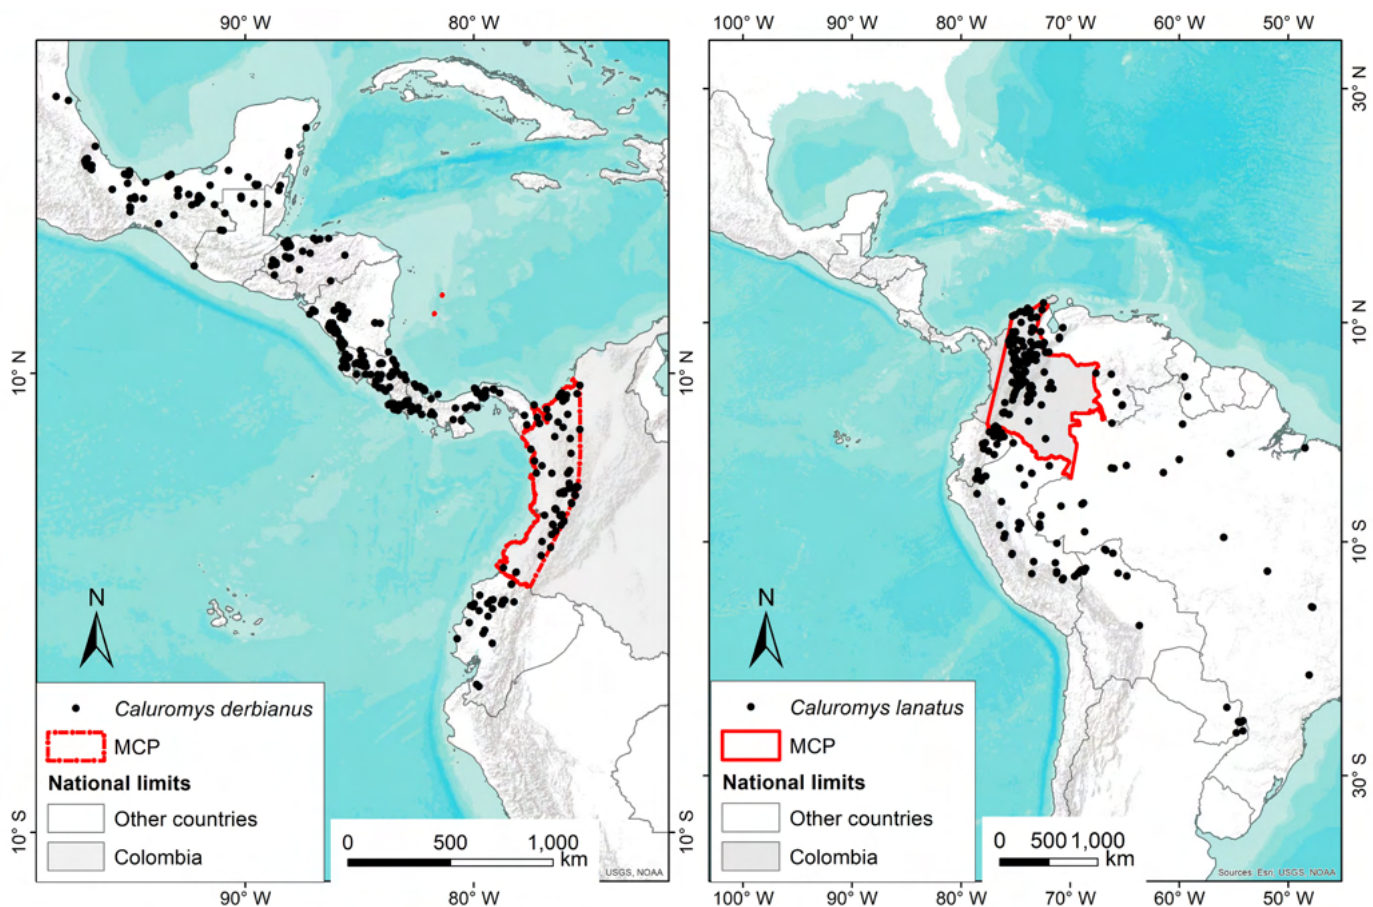 90° W 80° W
100° W 90° W 80° W 70° W 60° W 50° W
10° N
10° N
10° S
10° S
N
Caluromys derbianus
MCP
National limits
Other countries
Colombia
0 500 1,000
km
USGS, NOAA
90° W 80° W
30° N
10° N
10° S
30° S
N
Caluromys lanatus
MCP
National limits
Other countries
Colombia
0 500 1,000
km
Sources: Esri, USGS, NOAA
100° W 90° W 80° W 70° W 60° W 50° W